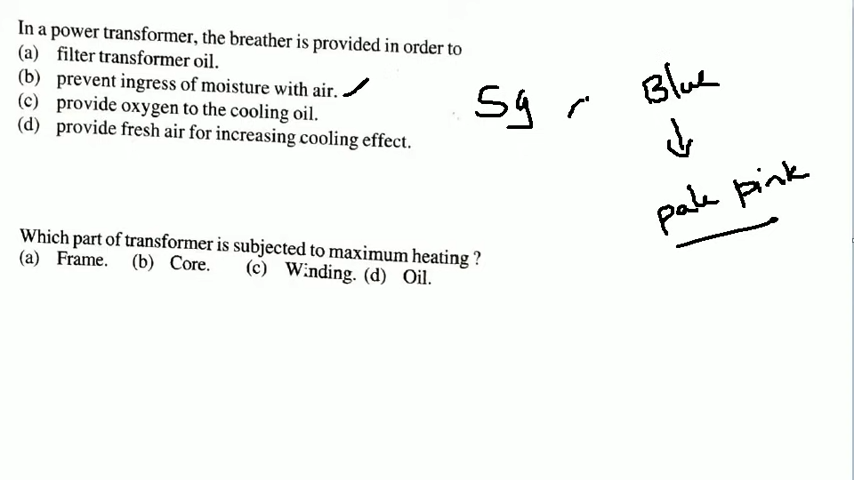 In a power transformer, the breather is provided in order to
(a) filter transformer oil.
(b) prevent ingress of moisture with air.
(c) provide oxygen to the cooling oil.
(d) provide fresh air for increasing cooling effect.
Sg
Blue
pale pink
Which part of transformer is subjected to maximum heating ?
(a) Frame. (b) Core. (c) Winding. (d) Oil.